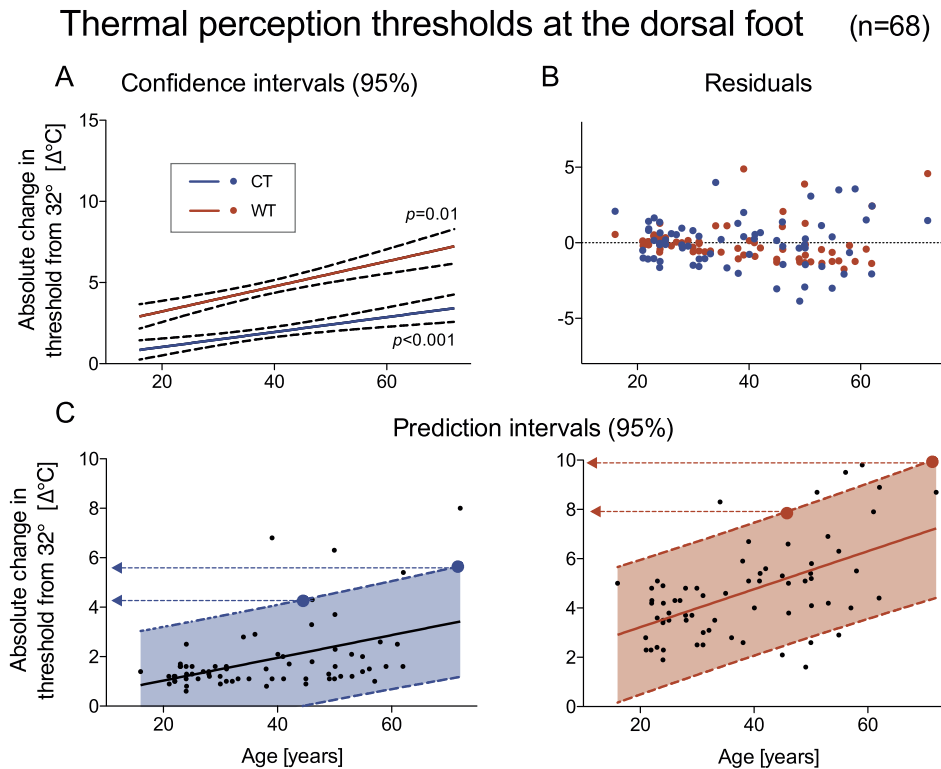 Thermal perception thresholds at the dorsal foot (n=68)
A
Confidence intervals (95%)
Absolute change in
threshold from 32° [Δ°C]
15
10
5
0
CT
WT
p=0.01
p<0.001
20 40 60
B
Residuals
5
0
-5
20 40 60
C
Prediction intervals (95%)
Absolute change in
threshold from 32° [Δ°C]
10
8
6
4
2
0
20 40 60
Age [years]
10
8
6
4
2
0
20 40 60
Age [years]